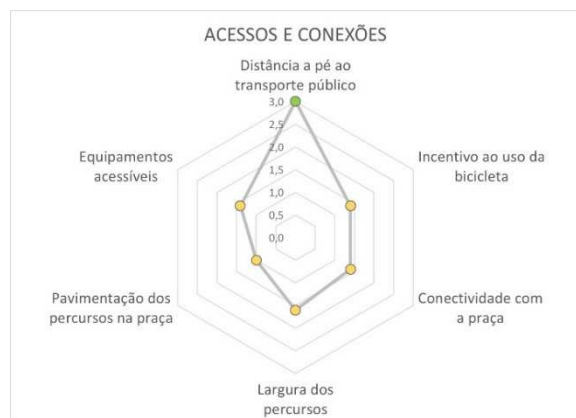 ACESSOS E CONEXÕES
Distância a pé ao
transporte público
3,0
2,5
2,0
1,5
1,0
0,5
0,0
Incentivo ao uso da
bicicleta
Conectividade com
a praça
Largura dos
percursos
Pavimentação dos
percursos na praça
Equipamentos
acessíveis